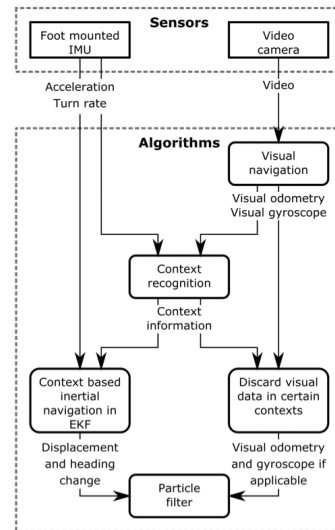 Sensors
Foot mounted
IMU
Video
camera
Acceleration
Turn rate
Video
Algorithms
Visual
navigation
Visual odometry
Visual gyroscope
Context
recognition
Context
information
Context based
inertial
navigation in
EKF
Discard visual
data in certain
contexts
Displacement
and heading
change
Visual odometry
and gyroscope if
applicable
Particle
filter